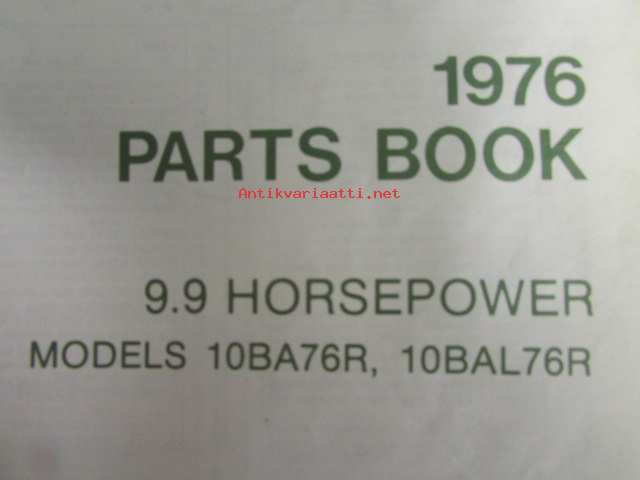 1976
PARTS BOOK
Antikvariaatti.net
9.9 HORSEPOWER
MODELS 10BA76R, 10BAL76R